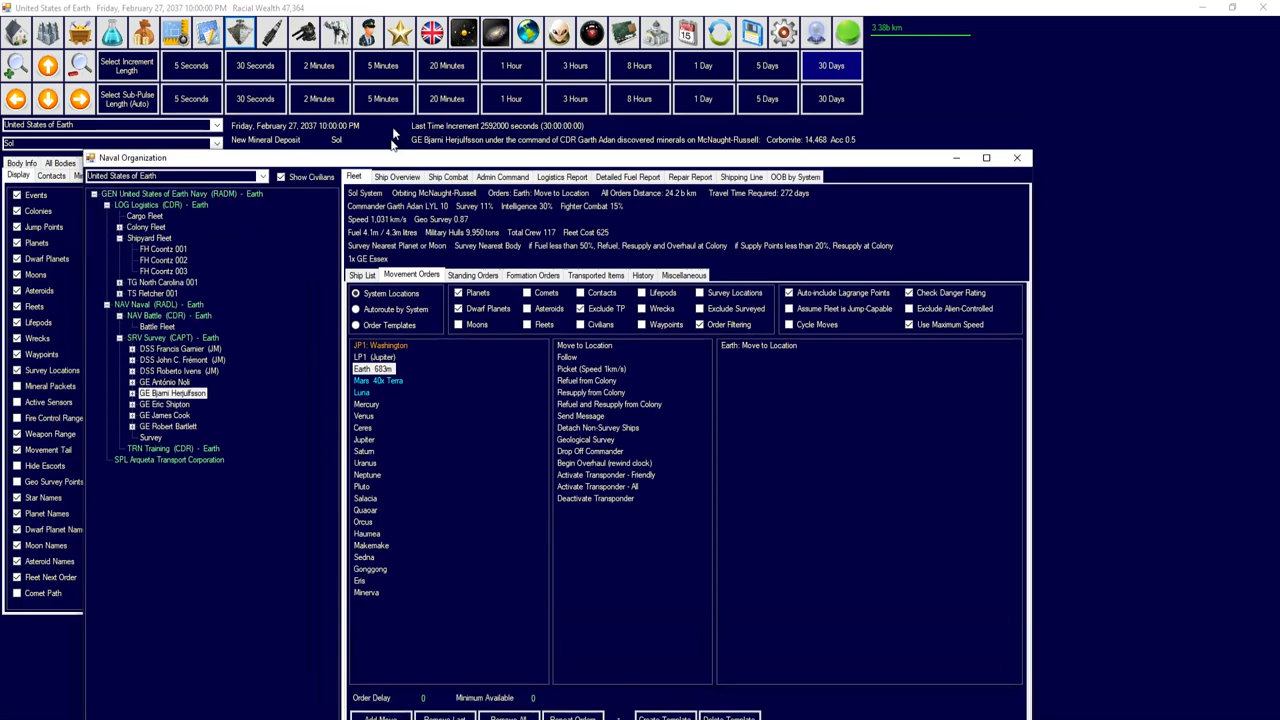 United States of Earth   Friday, February 27, 2037 10:00:00 PM   Racial Wealth 47,364
3.38b km
Select Increment Length 5 Seconds 30 Seconds 2 Minutes 5 Minutes 20 Minutes 1 Hour 3 Hours 8 Hours 1 Day 5 Days 30 Days
Select Sub-Pulse Length (Auto) 5 Seconds 30 Seconds 2 Minutes 5 Minutes 20 Minutes 1 Hour 3 Hours 8 Hours 1 Day 5 Days 30 Days
United States of Earth Friday, February 27, 2037 10:00:00 PM Last Time Increment 2592000 seconds (30:00:00:00)
Sol New Mineral Deposit Sol GE Bjarni Herjulfsson under the command of CDR Garth Adan discovered minerals on McNaught-Russell: Corbomite: 14,468 Acc 0.5
Body Info All Bodies
Display Contacts
Events
Colonies
Jump Points
Planets
Dwarf Planets
Moons
Asteroids
Fleets
Lifepods
Wrecks
Waypoints
Survey Locations
Mineral Packets
Active Sensors
Fire Control Range
Weapon Range
Movement Tail
Hide Escorts
Geo Survey Points
Star Names
Planet Names
Dwarf Planet Nam
Moon Names
Asteroid Names
Fleet Next Order
Comet Path
Naval Organization
United States of Earth Show Civilians
GEN United States of Earth Navy (RADM) - Earth
LOG Logistics (CDR) - Earth
Cargo Fleet
Colony Fleet
Shipyard Fleet
FH Coontz 001
FH Coontz 002
FH Coontz 003
TG North Carolina 001
TS Fletcher 001
NAV Naval (RADL) - Earth
NAV Battle (CDR) - Earth
Battle Fleet
SRV Survey (CAPT) - Earth
DSS Francis Garnier (JM)
DSS John C. Frémont (JM)
DSS Roberto Ivens (JM)
GE António Noli
GE Bjarni Herjulfsson
GE Eric Shipton
GE James Cook
GE Robert Bartlett
Survey
TRN Training (CDR) - Earth
SPL Arqueta Transport Corporation
Fleet Overview Ship Combat Admin Command Logistics Report Detailed Fuel Report Repair Report Shipping Line OOB by System
Sol System Orbiting McNaught-Russell Orders: Earth: Move to Location All Orders Distance: 24.2 b km Travel Time Required: 272 days
Commander Garth Adan LYL 10 Survey 11% Intelligence 30% Fighter Combat 15%
Speed 1,031 km/s Geo Survey 0.87
Fuel 4.1m / 4.3m litres Military Hulls 9,950 tons Total Crew 117 Fleet Cost 625
Survey Nearest Planet or Moon Survey Nearest Body if Fuel less than 50%, Refuel, Resupply and Overhaul at Colony if Supply Points less than 20%, Resupply at Colony
1x GE Essex
Ship List Movement Orders Standing Orders Formation Orders Transported Items History Miscellaneous
System Locations Planets Comets Contacts Lifepods Survey Locations Auto-include Lagrange Points Check Danger Rating
Autoroute by System Dwarf Planets Asteroids Exclude TP Wrecks Exclude Surveyed Assume Fleet is Jump-Capable Exclude Alien-Controlled
Order Templates Moons Fleets Civilians Waypoints Order Filtering Cycle Moves Use Maximum Speed
JP1: Washington
LP1 (Jupiter)
Earth 683m
Mars 40x Terra
Luna
Mercury
Venus
Ceres
Jupiter
Saturn
Uranus
Neptune
Pluto
Salacia
Quaoar
Orcus
Haumea
Makemake
Sedna
Gonggong
Eris
Minerva
Move to Location
Follow
Picket (Speed 1km/s)
Refuel from Colony
Resupply from Colony
Refuel and Resupply from Colony
Send Message
Detach Non-Survey Ships
Geological Survey
Drop Off Commander
Begin Overhaul (rewind clock)
Activate Transponder - Friendly
Activate Transponder - All
Deactivate Transponder
Earth: Move to Location
Order Delay 0 Minimum Available 0
Add Move Remove Last Remove All Repeat Orders 1 Create Template Delete Template